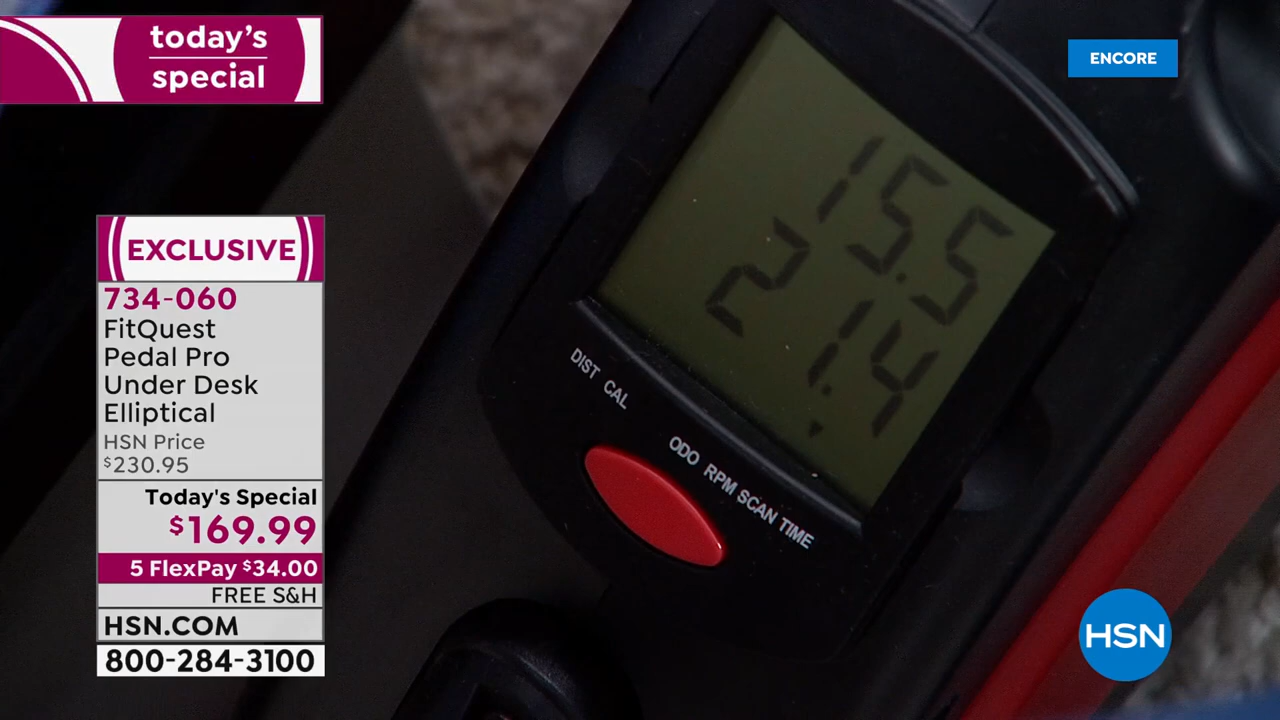 today's
special
ENCORE
EXCLUSIVE
734-060
FitQuest
Pedal Pro
Under Desk
Elliptical
HSN Price
$230.95
Today's Special
$169.99
5 FlexPay $34.00
FREE S&H
HSN.COM
800-284-3100
15.5
21.4
DIST CAL
ODO RPM SCAN TIME
HSN